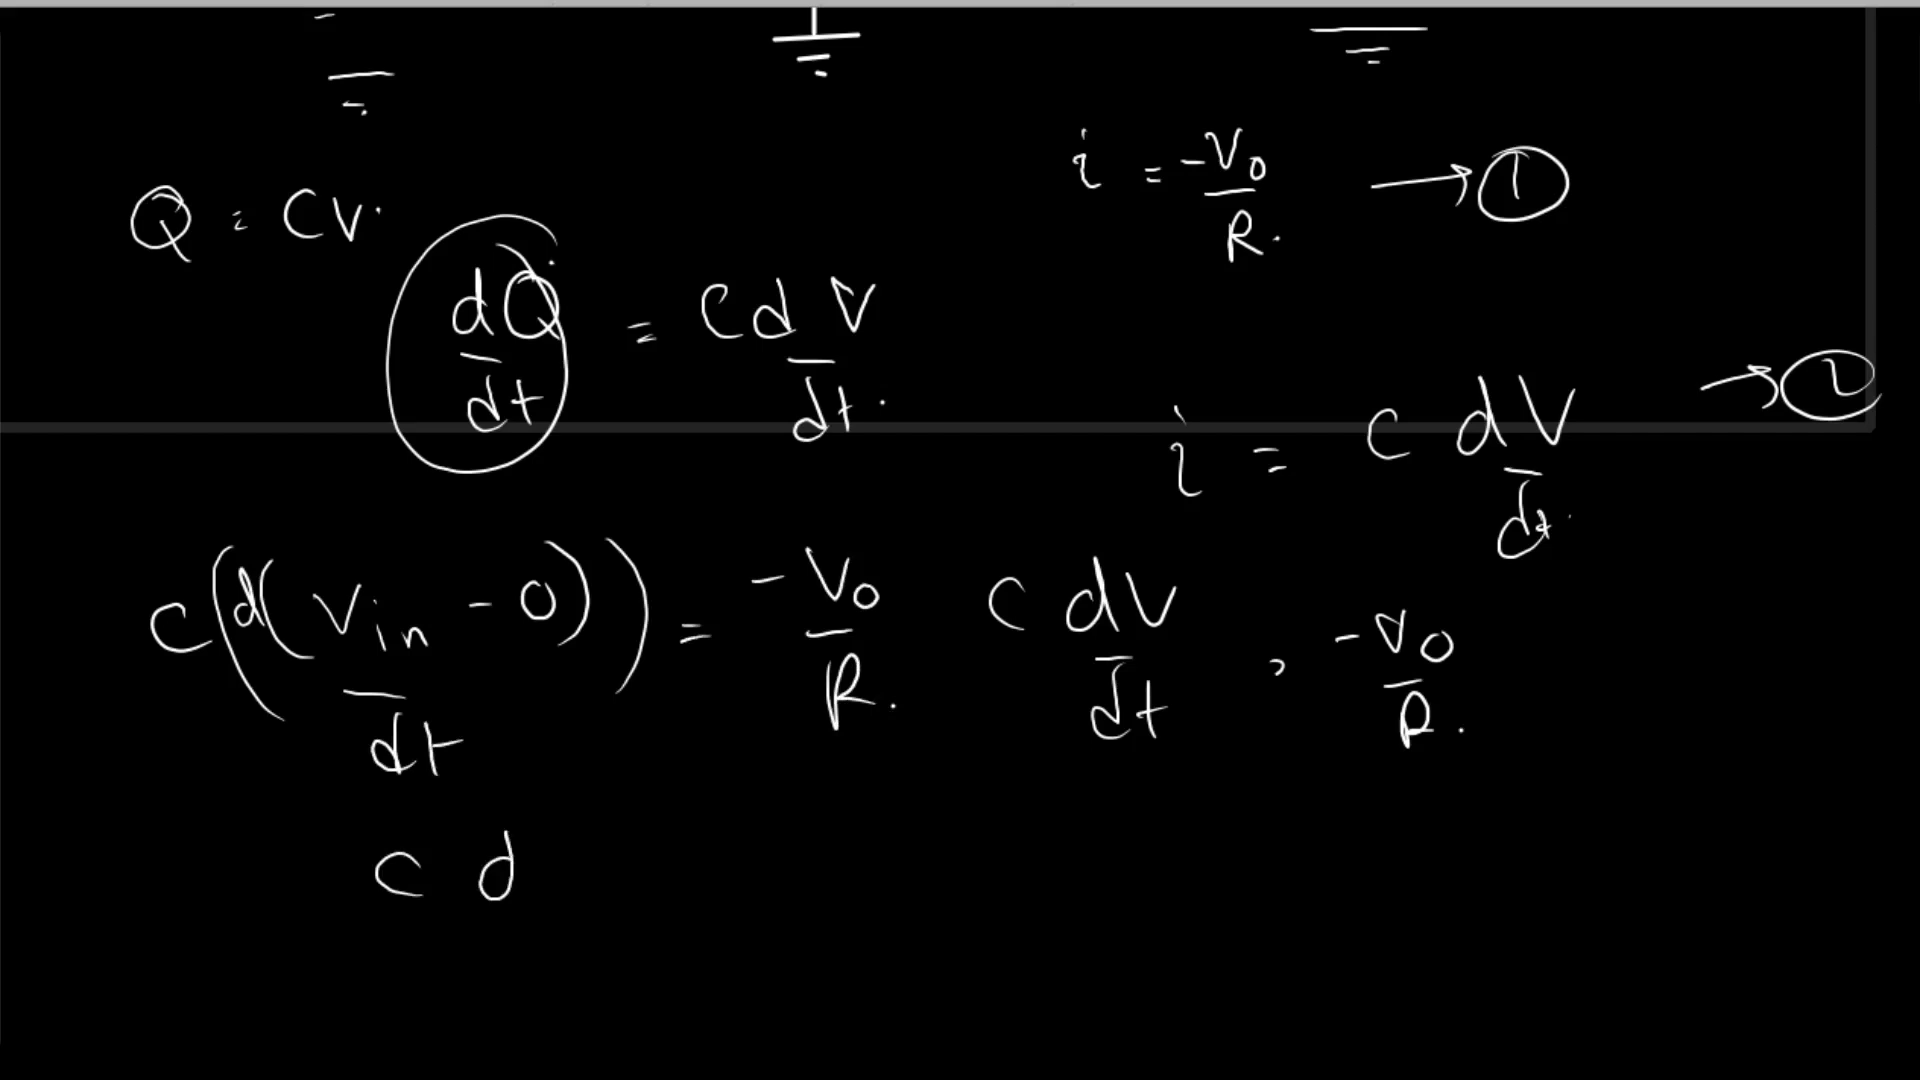 i = -V₀/R. → ①
Q = CV.
dQ/dt = C dV/dt.
i = C dV/dt. → ②
C(d(Vin - 0)/dt) = -V₀/R.
C dV/dt = -V₀/R.
C d